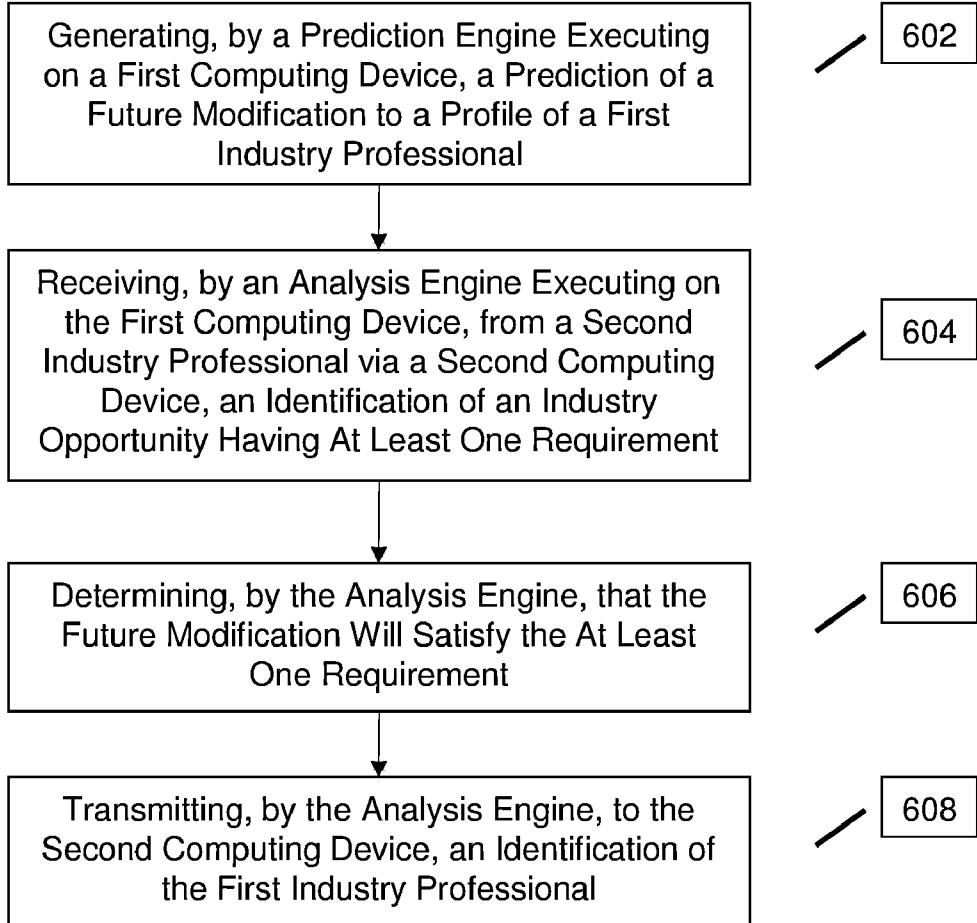 Generating, by a Prediction Engine Executing
on a First Computing Device, a Prediction of a
Future Modification to a Profile of a First
Industry Professional
602
Receiving, by an Analysis Engine Executing on
the First Computing Device, from a Second
Industry Professional via a Second Computing
Device, an Identification of an Industry
Opportunity Having At Least One Requirement
604
Determining, by the Analysis Engine, that the
Future Modification Will Satisfy the At Least
One Requirement
606
Transmitting, by the Analysis Engine, to the
Second Computing Device, an Identification of
the First Industry Professional
608